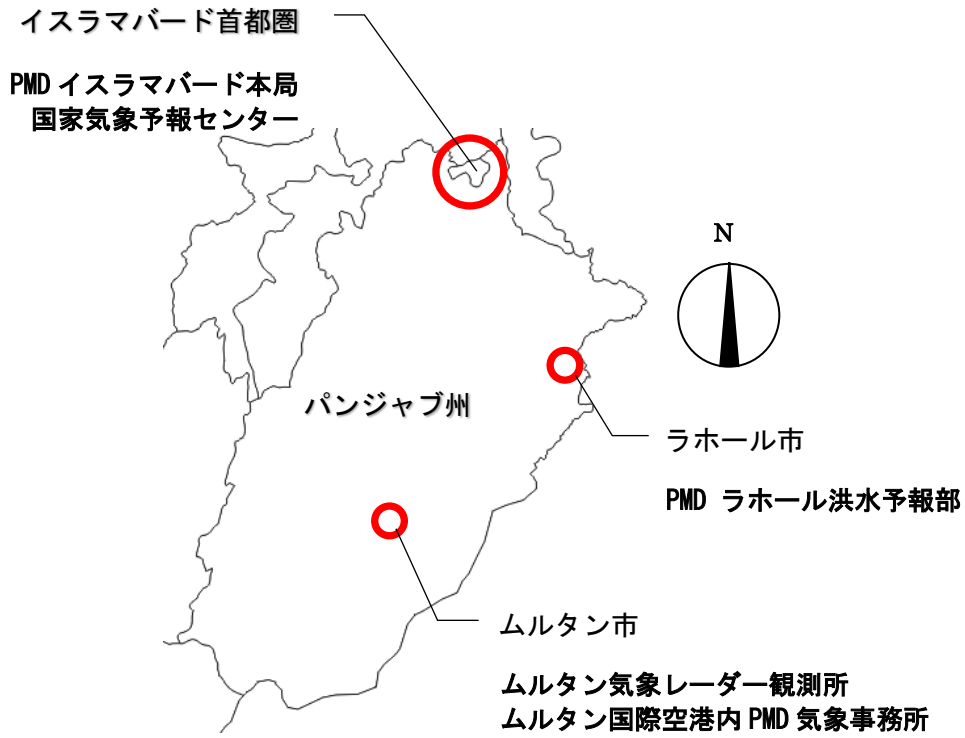 イスラマバード首都圏
PMD イスラマバード本局
国家気象予報センター
N
パンジャブ州
ラホール市
PMD ラホール洪水予報部
ムルタン市
ムルタン気象レーダー観測所
ムルタン国際空港内 PMD 気象事務所